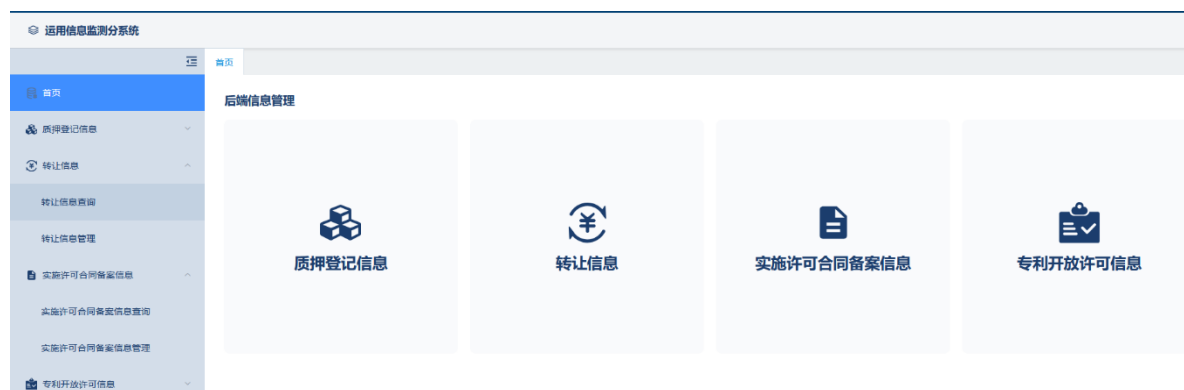 运用信息监测分系统
首页
首页
后端信息管理
质押登记信息
转让信息
转让信息查询
转让信息管理
实施许可合同备案信息
实施许可合同备案信息查询
实施许可合同备案信息管理
专利开放许可信息
质押登记信息
转让信息
实施许可合同备案信息
专利开放许可信息